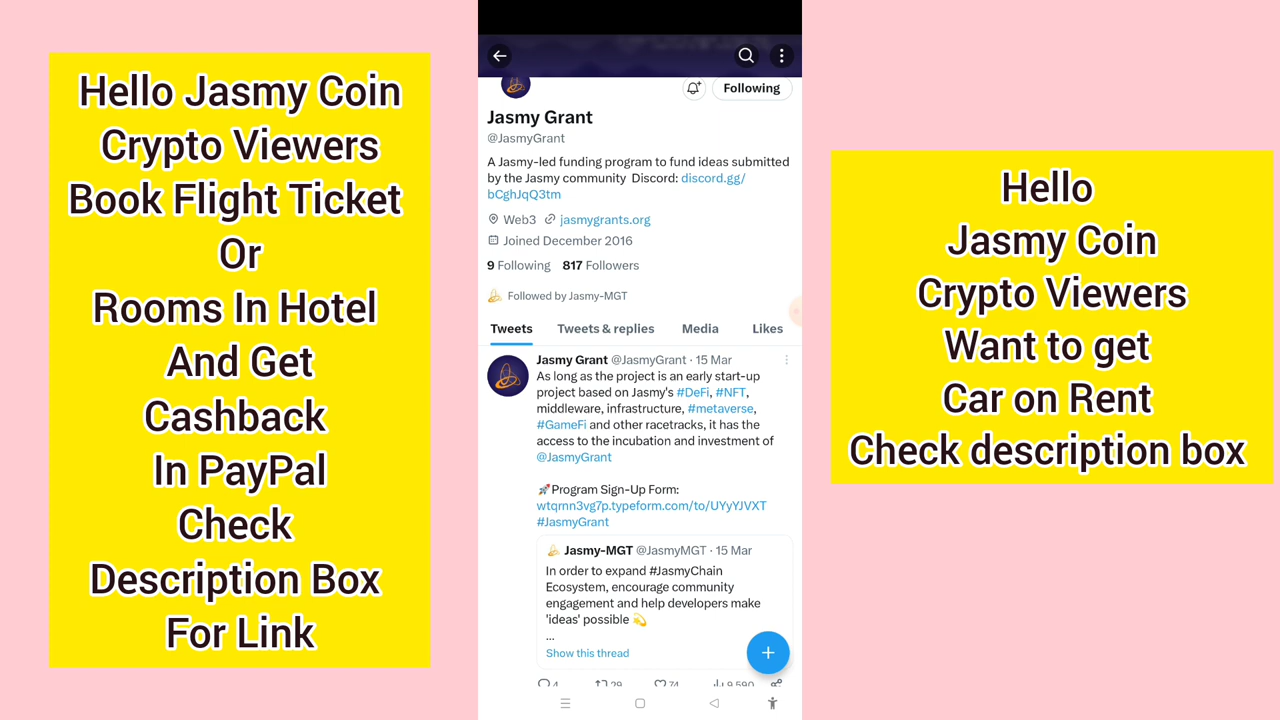 Hello Jasmy Coin
Crypto Viewers
Book Flight Ticket
Or
Rooms In Hotel
And Get
Cashback
In PayPal
Check
Description Box
For Link
Following
Jasmy Grant
@JasmyGrant
A Jasmy-led funding program to fund ideas submitted
by the Jasmy community Discord: discord.gg/
bCghJqQ3tm
Web3 jasmygrants.org
Joined December 2016
9 Following 817 Followers
Followed by Jasmy-MGT
Tweets Tweets & replies Media Likes
Jasmy Grant @JasmyGrant · 15 Mar
As long as the project is an early start-up
project based on Jasmy's #DeFi, #NFT,
middleware, infrastructure, #metaverse,
#GameFi and other racetracks, it has the
access to the incubation and investment of
@JasmyGrant
🚀Program Sign-Up Form:
wtqrnn3vg7p.typeform.com/to/UYyYJVXT
#JasmyGrant
Jasmy-MGT @JasmyMGT · 15 Mar
In order to expand #JasmyChain
Ecosystem, encourage community
engagement and help developers make
'ideas' possible 💫
...
Show this thread
4 29 74 9,590
Hello
Jasmy Coin
Crypto Viewers
Want to get
Car on Rent
Check description box